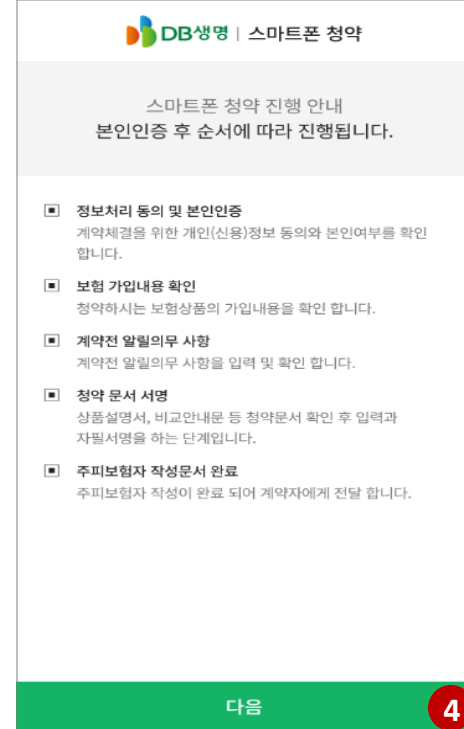 DB생명 | 스마트폰 청약
스마트폰 청약 진행 안내
본인인증 후 순서에 따라 진행됩니다.
정보처리 동의 및 본인인증
계약체결을 위한 개인(신용)정보 동의와 본인여부를 확인
합니다.
보험 가입내용 확인
청약하시는 보험상품의 가입내용을 확인 합니다.
계약전 알릴의무 사항
계약전 알릴의무 사항을 입력 및 확인 합니다.
청약 문서 서명
상품설명서, 비교안내문 등 청약문서 확인 후 입력과
자필서명을 하는 단계입니다.
주피보험자 작성문서 완료
주피보험자 작성이 완료 되어 계약자에게 전달 합니다.
다음
4